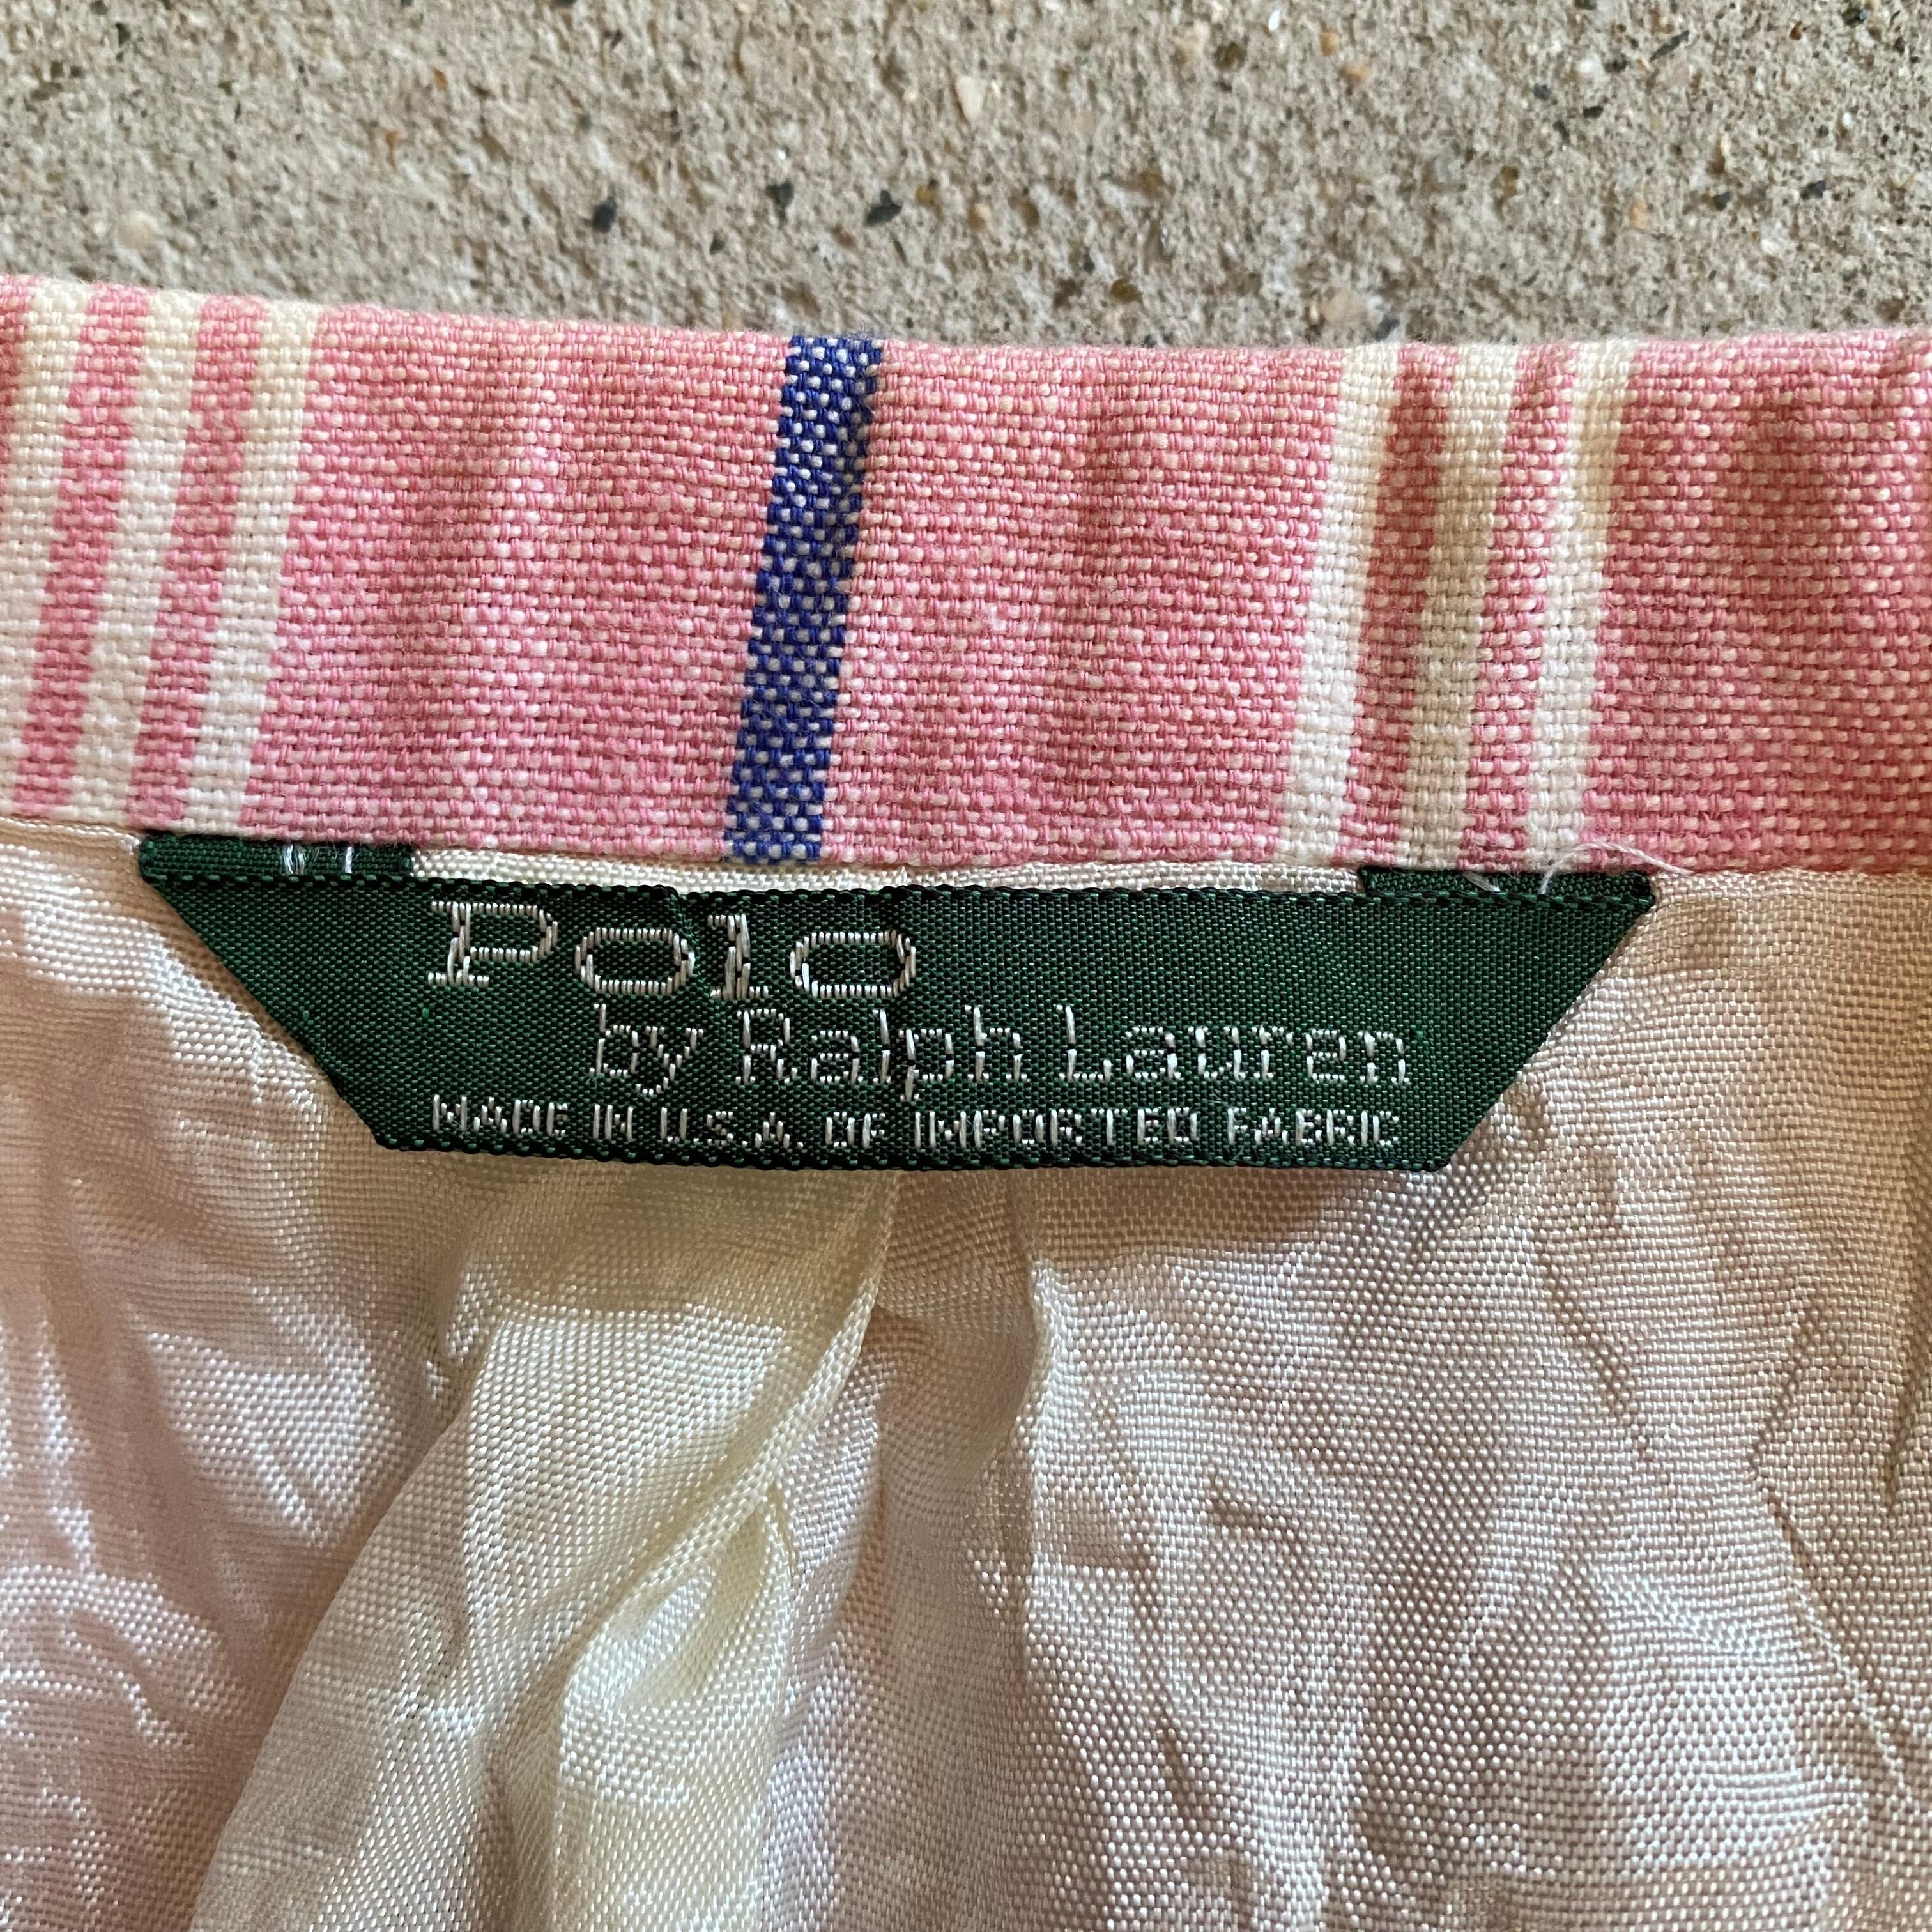 Polo
by Ralph Lauren
MADE IN U.S.A. OF IMPORTED FABRIC